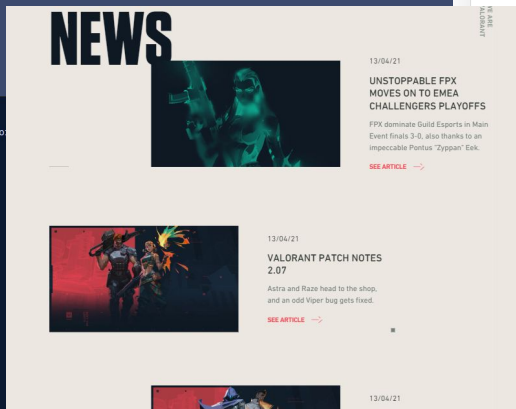 NEWS
WE ARE
VALORANT
13/04/21
UNSTOPPABLE FPX
MOVES ON TO EMEA
CHALLENGERS PLAYOFFS
FPX dominate Guild Esports in Main
Event finals 3-0, also thanks to an
impeccable Pontus "Zyppan" Eek.
SEE ARTICLE
13/04/21
VALORANT PATCH NOTES
2.07
Astra and Raze head to the shop,
and an odd Viper bug gets fixed.
SEE ARTICLE
13/04/21